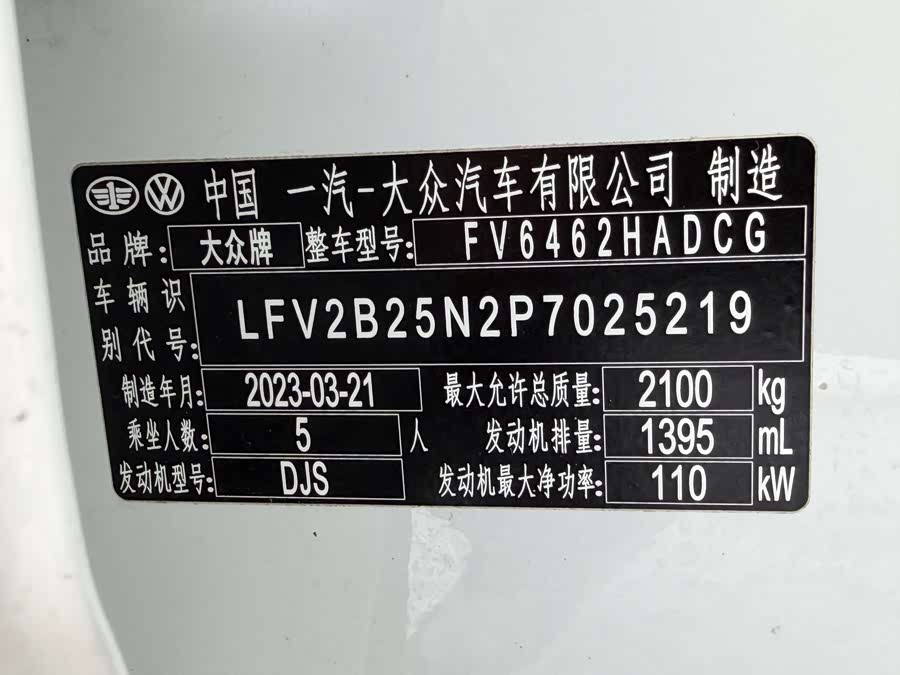 中国 一汽-大众汽车有限公司 制造
品牌: 大众牌 整车型号: FV6462HADCG
车辆识别代号: LFV2B25N2P7025219
制造年月: 2023-03-21 最大允许总质量: 2100 kg
乘坐人数: 5 人 发动机排量: 1395 mL
发动机型号: DJS 发动机最大净功率: 110 kW